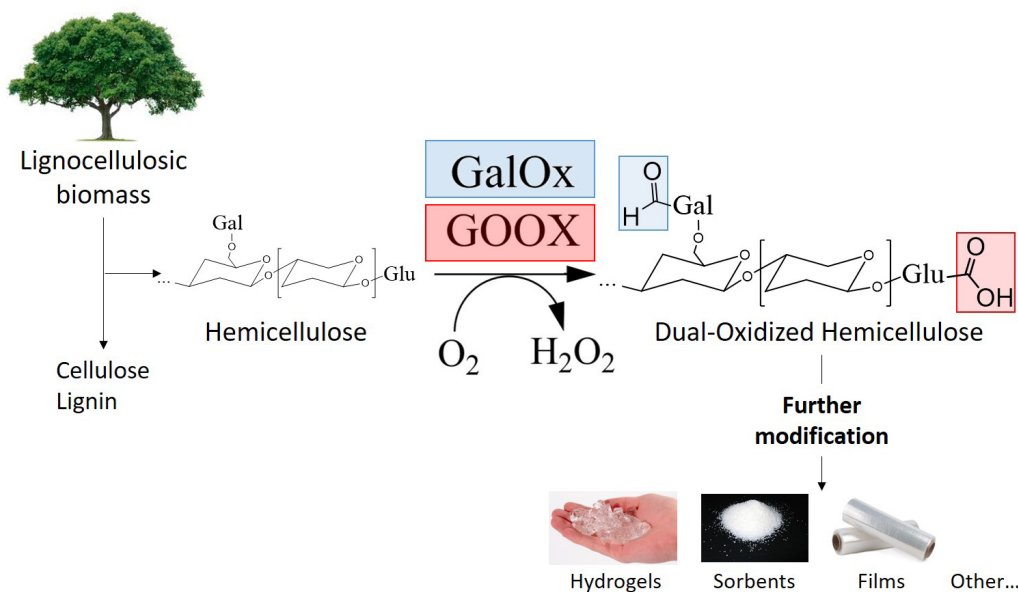 Lignocellulosic
biomass
Gal
O
O
O
O
O
Glu
...
Hemicellulose
Cellulose
Lignin
GalOx
GOOX
O₂
H₂O₂
O
H
Gal
O
O
O
O
O
Glu
O
OH
...
Dual-Oxidized Hemicellulose
Further
modification
Hydrogels
Sorbents
Films
Other...